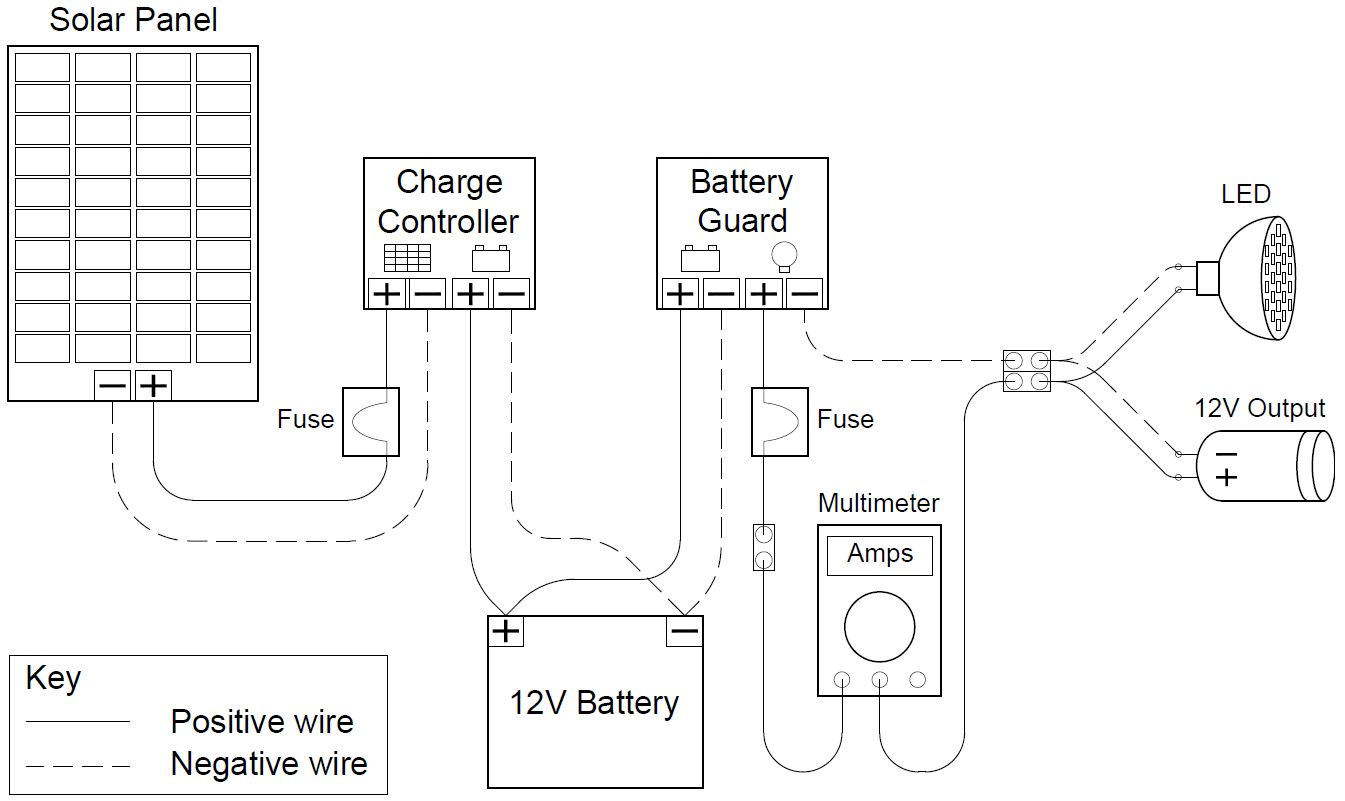 Solar Panel
− +
Charge
Controller
+ − + −
Battery
Guard
+ − + −
Fuse
Fuse
LED
12V Output
−
+
Multimeter
Amps
+ −
12V Battery
Key
Positive wire
Negative wire